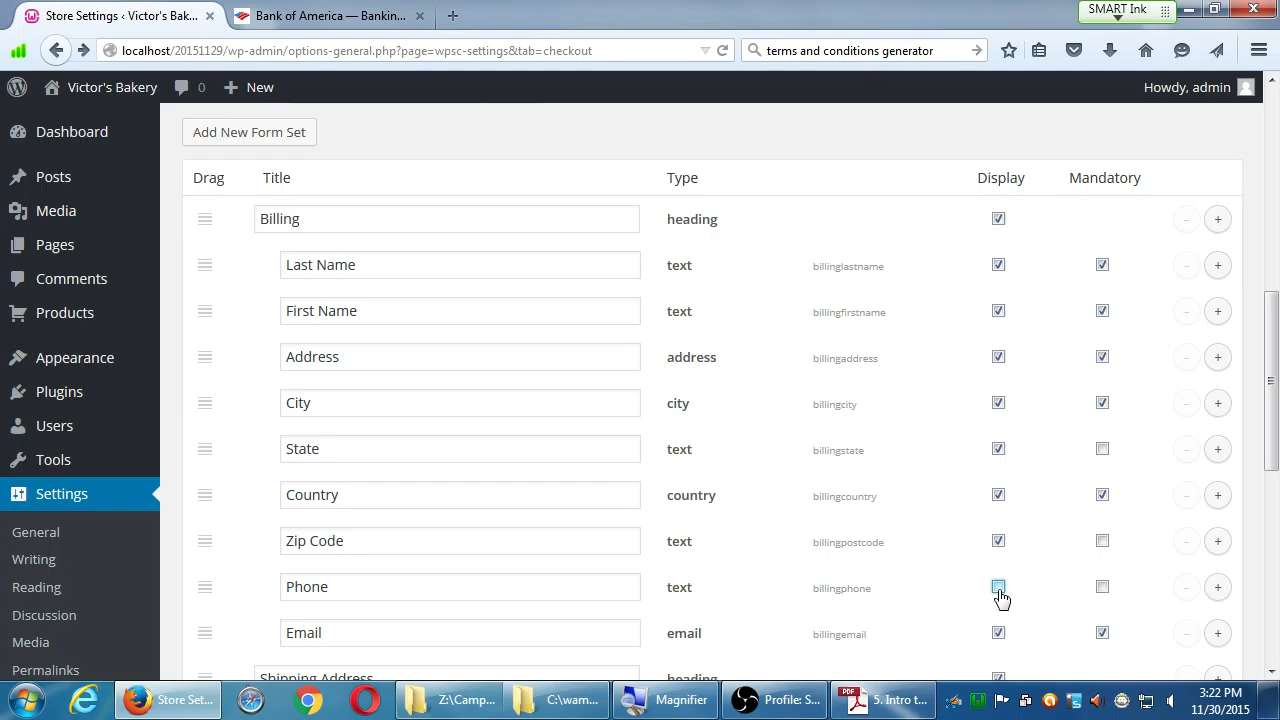 Store Settings ‹ Victor's Bak...
Bank of America — Bankin...
SMART Ink
localhost/20151129/wp-admin/options-general.php?page=wpsc-settings&tab=checkout
terms and conditions generator
Victor's Bakery
0
New
Howdy, admin
Dashboard
Posts
Media
Pages
Comments
Products
Appearance
Plugins
Users
Tools
Settings
General
Writing
Reading
Discussion
Media
Permalinks
Add New Form Set
Drag Title Type Display Mandatory
Billing heading - +
Last Name text billinglastname - +
First Name text billingfirstname - +
Address address billingaddress - +
City city billingcity - +
State text billingstate - +
Country country billingcountry - +
Zip Code text billingpostcode - +
Phone text billingphone - +
Email email billingemail - +
Shipping Address heading
Store Set...
Z:\Camp...
C:\wam...
Magnifier
Profile: S...
PDF
5. Intro t...
3:22 PM
11/30/2015